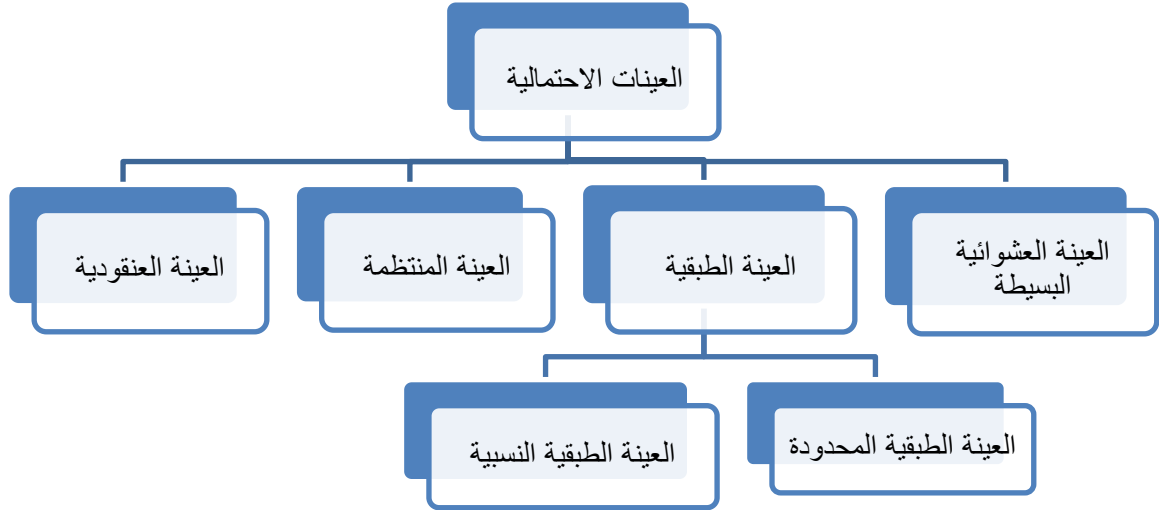 العينات الاحتمالية
العينة العشوائية
البسيطة
العينة الطبقية
العينة المنتظمة
العينة العنقودية
العينة الطبقية المحدودة
العينة الطبقية النسبية